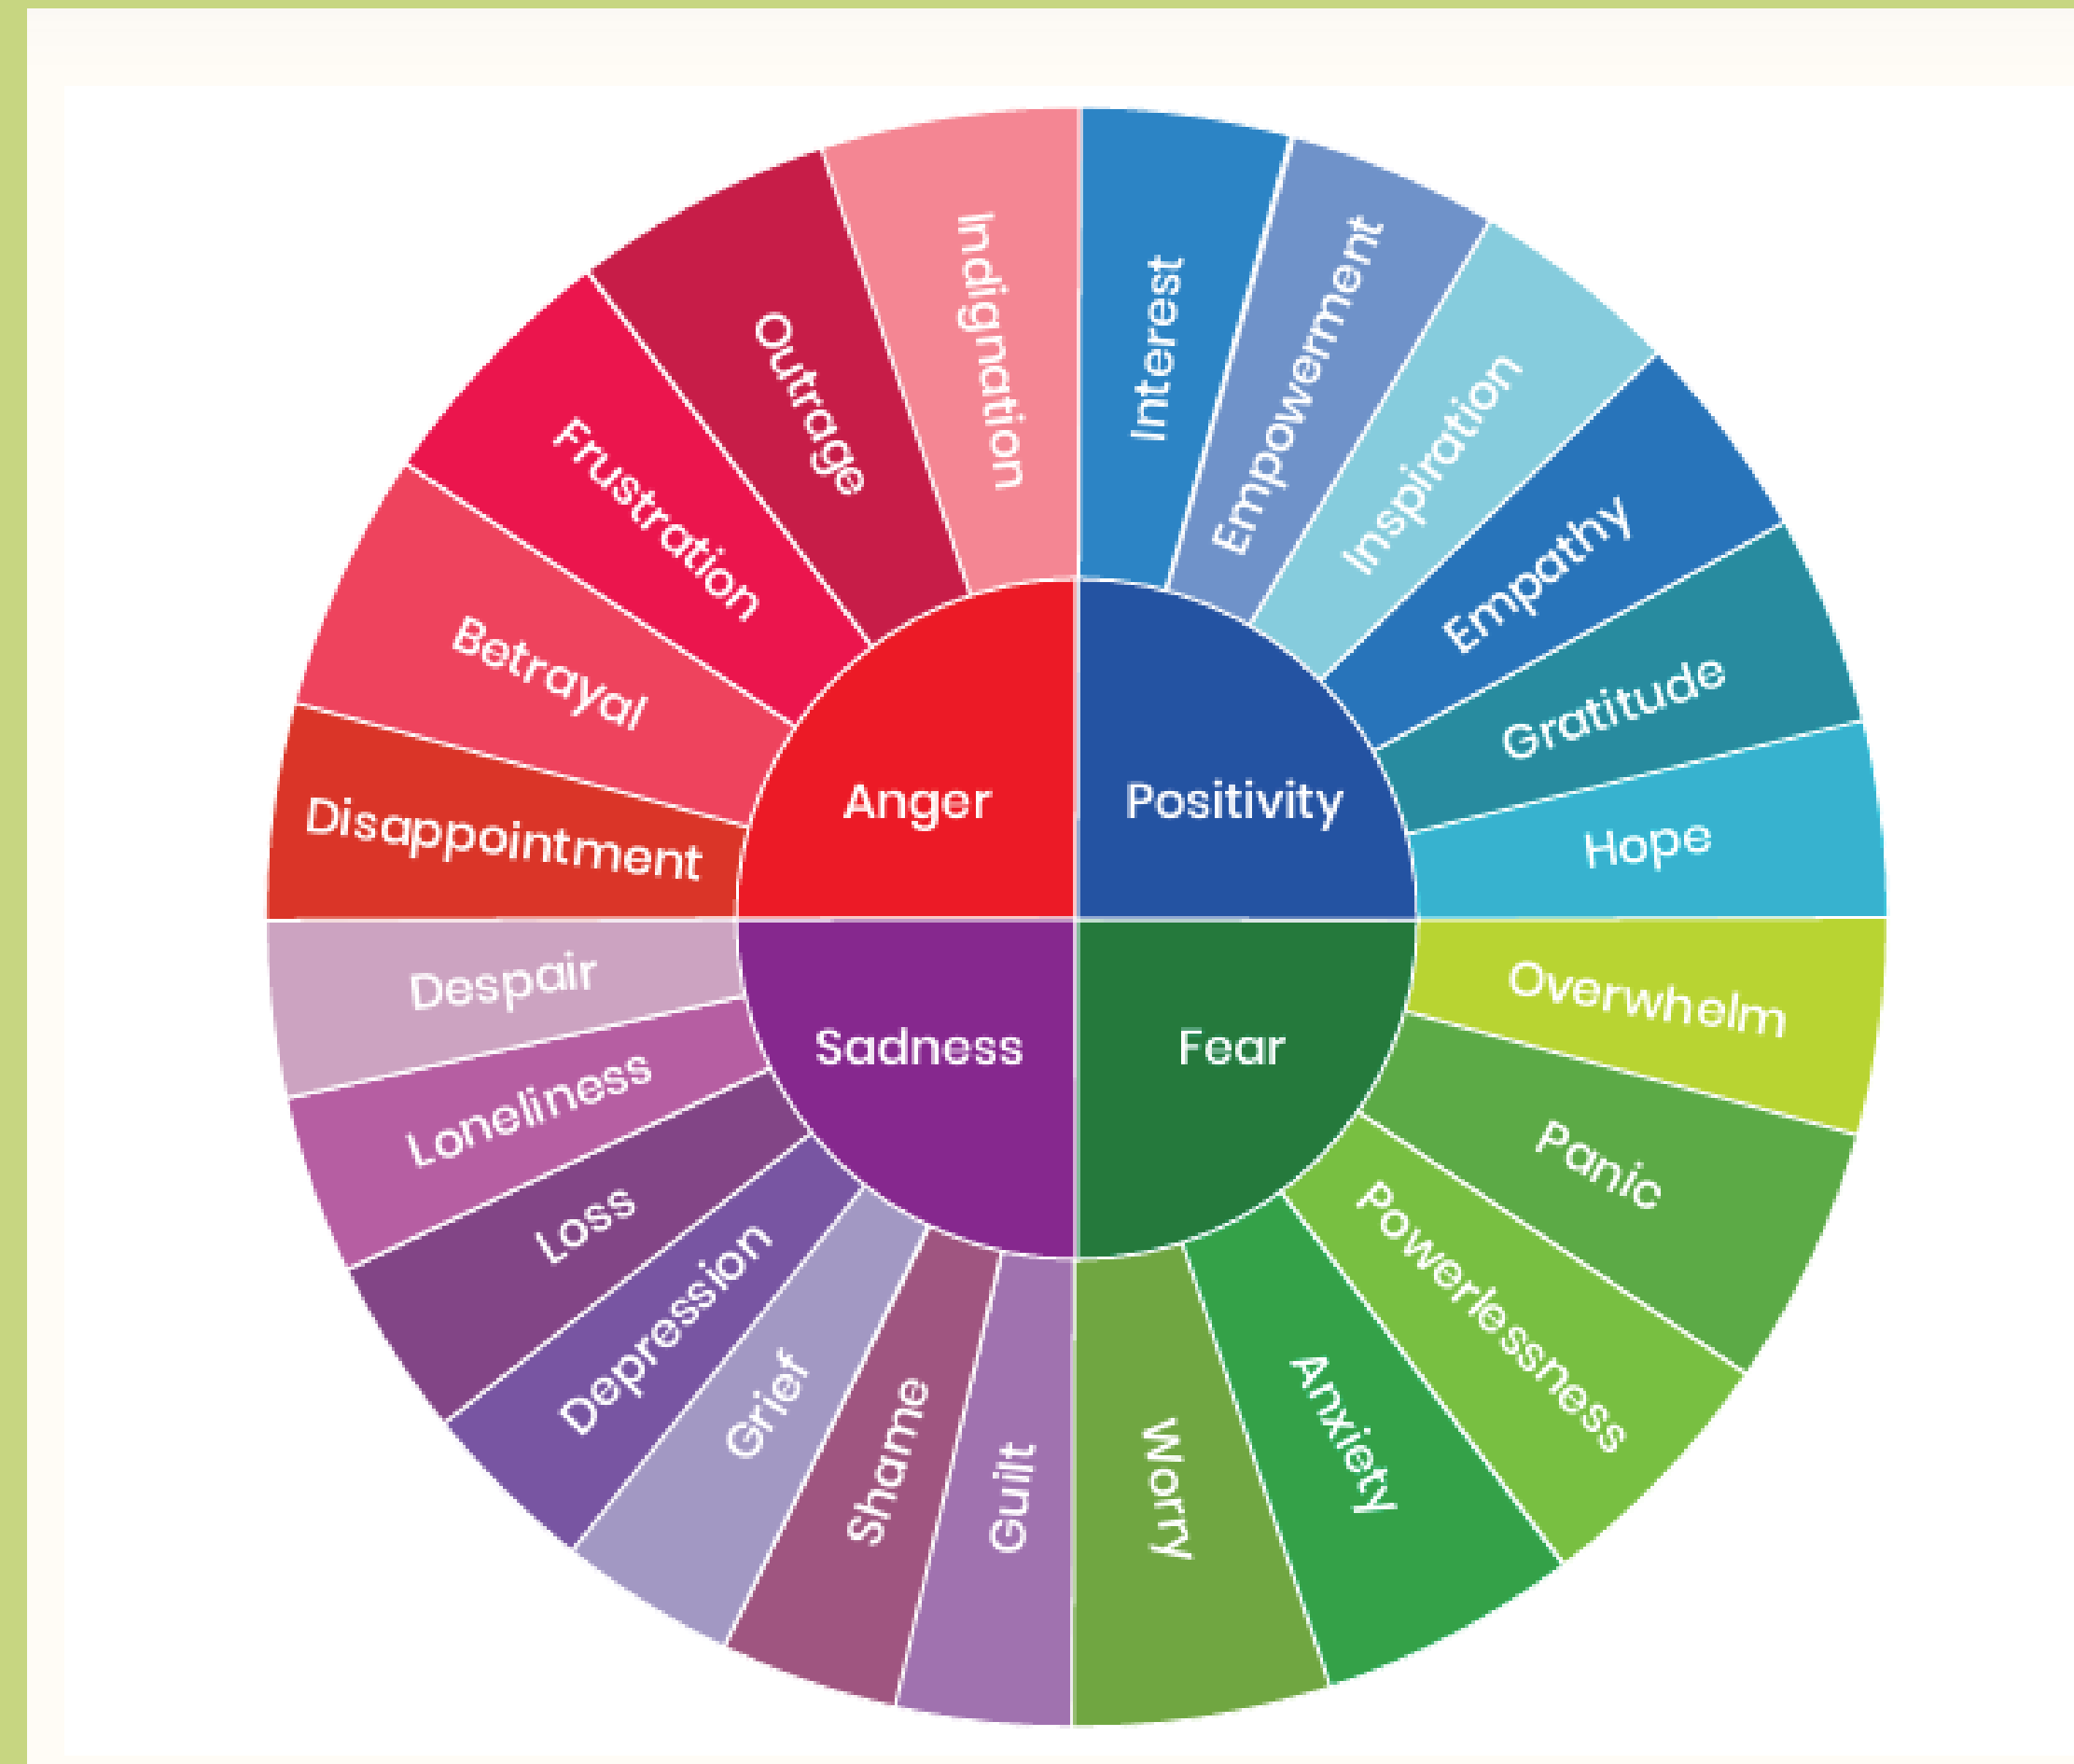 Indignation
Interest
Empowerment
Inspiration
Empathy
Gratitude
Hope
Overwhelm
Panic
Powerlessness
Anxiety
Worry
Guilt
Shame
Grief
Depression
Loss
Loneliness
Despair
Disappointment
Betrayal
Frustration
Outrage
Anger
Positivity
Sadness
Fear